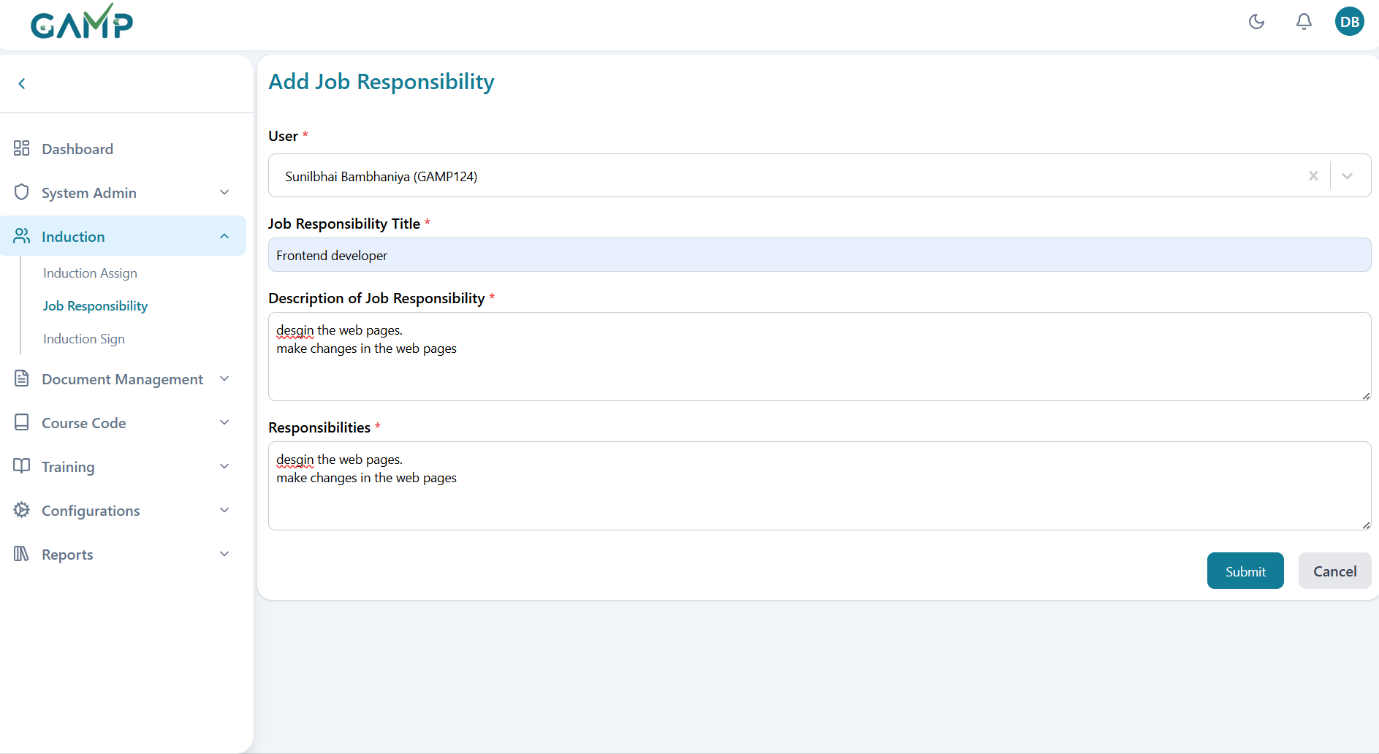 GAMP
DB
Add Job Responsibility
Dashboard
System Admin
Induction
Induction Assign
Job Responsibility
Induction Sign
Document Management
Course Code
Training
Configurations
Reports
User *
Sunilbhai Bambhaniya (GAMP124)
Job Responsibility Title *
Frontend developer
Description of Job Responsibility *
desgin the web pages.
make changes in the web pages
Responsibilities *
desgin the web pages.
make changes in the web pages
Submit
Cancel